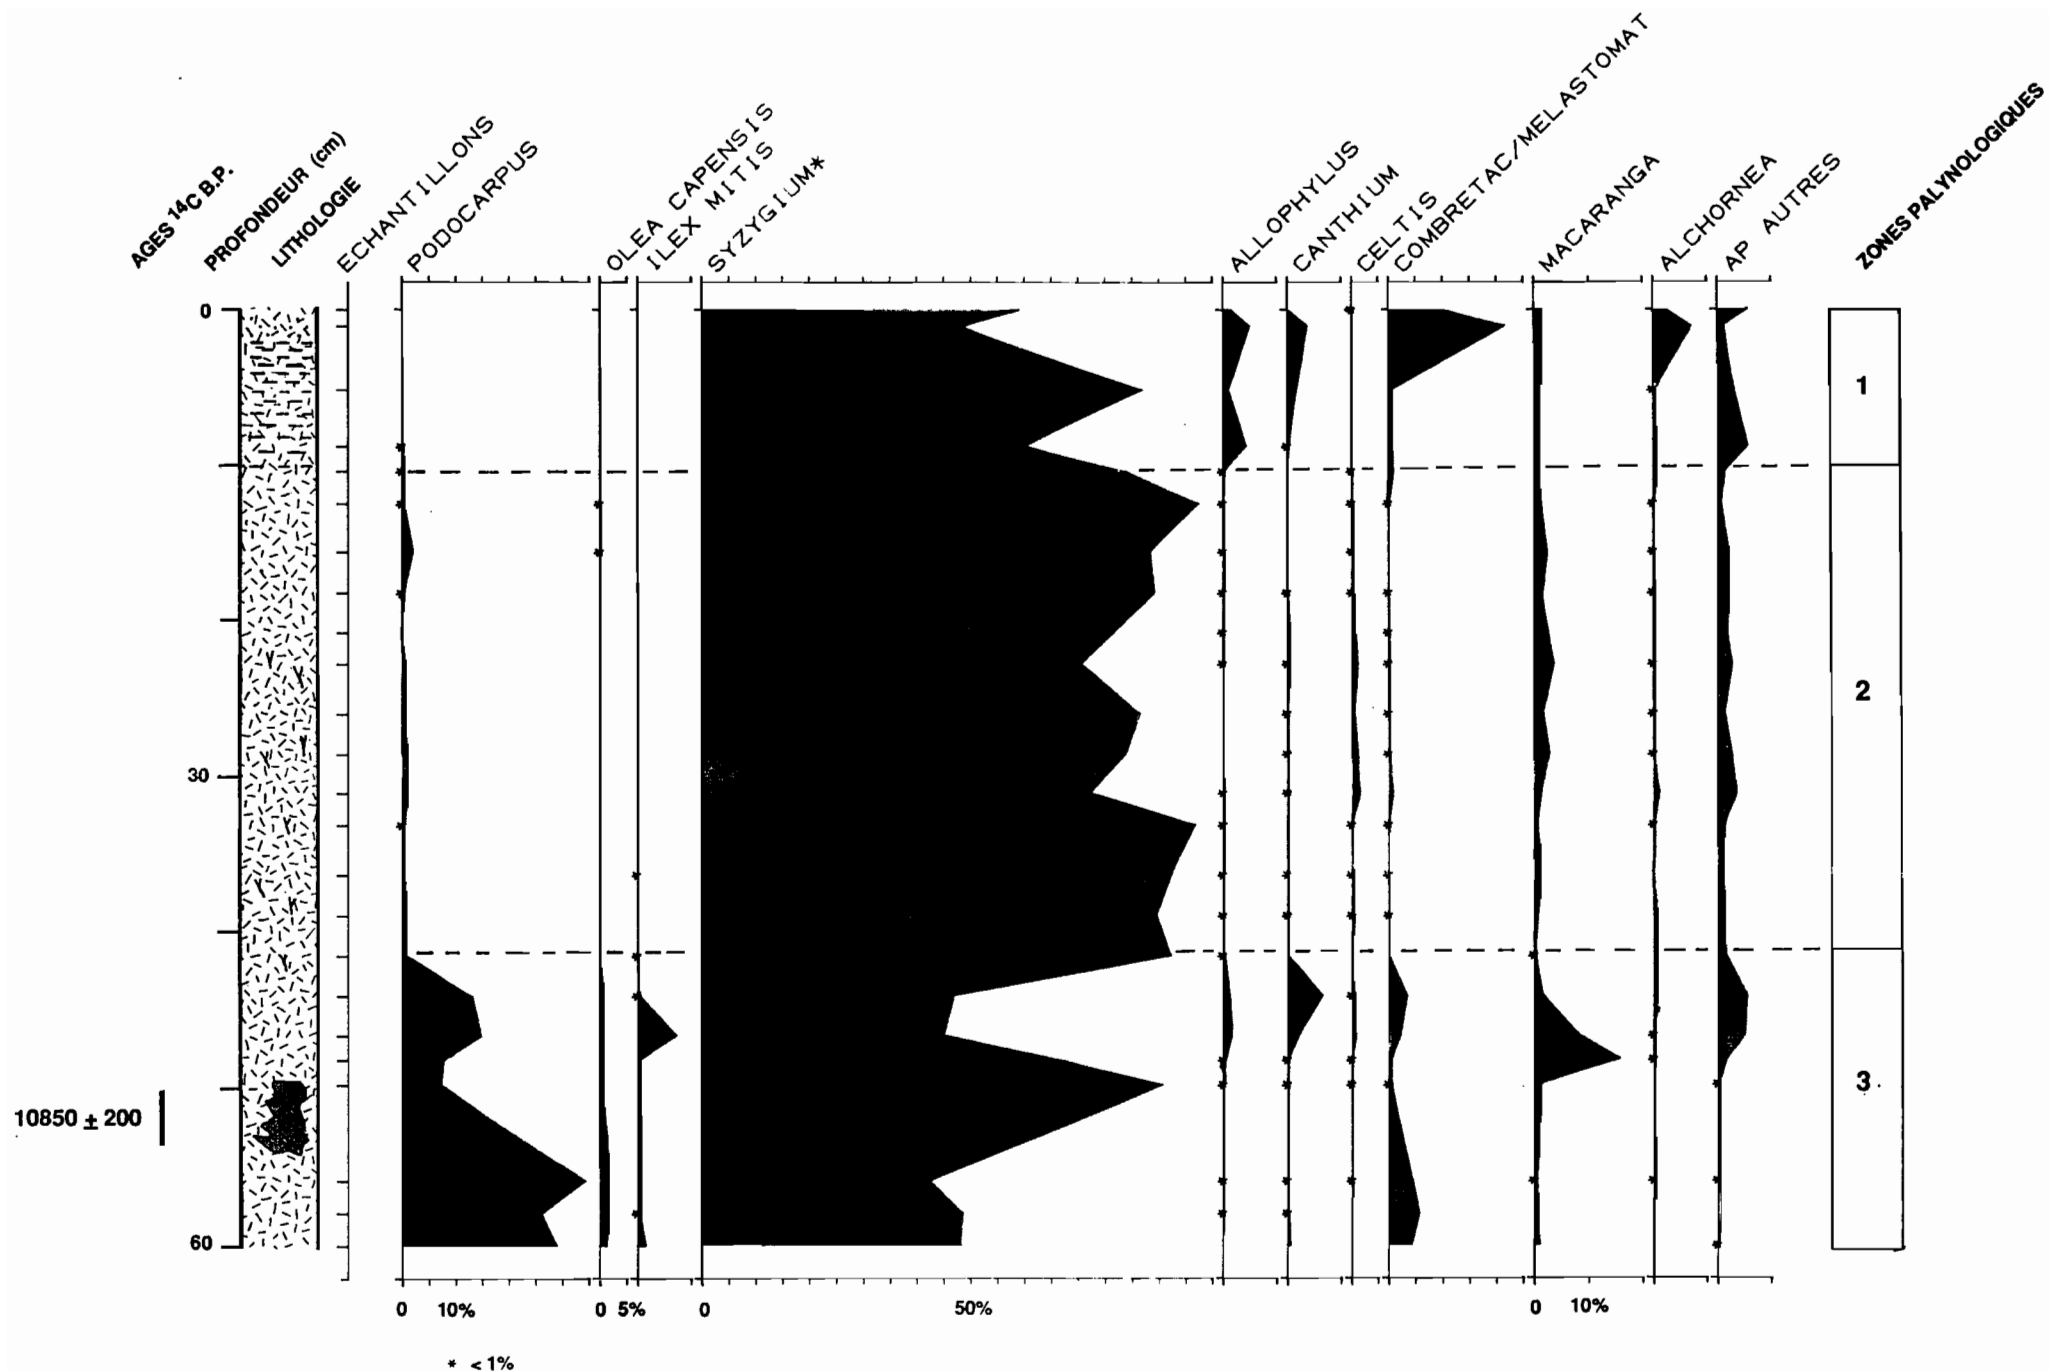 AGES 14C B.P.
PROFONDEUR (cm)
LITHOLOGIE
ECHANTILLONS
PODOCARPUS
OLEA CAPENSIS
ILEX MITIS
SYZYGIUM*
ALLOPHYLUS
CANTHIUM
CELTIS
COMBRETAC/MELASTOMAT
MACARANGA
ALCHORNEA
AP AUTRES
ZONES PALYNOLOGIQUES
0
1
2
30
3
10850 ± 200
60
0 10% 0 5% 0 50% 0 10%
* <1%